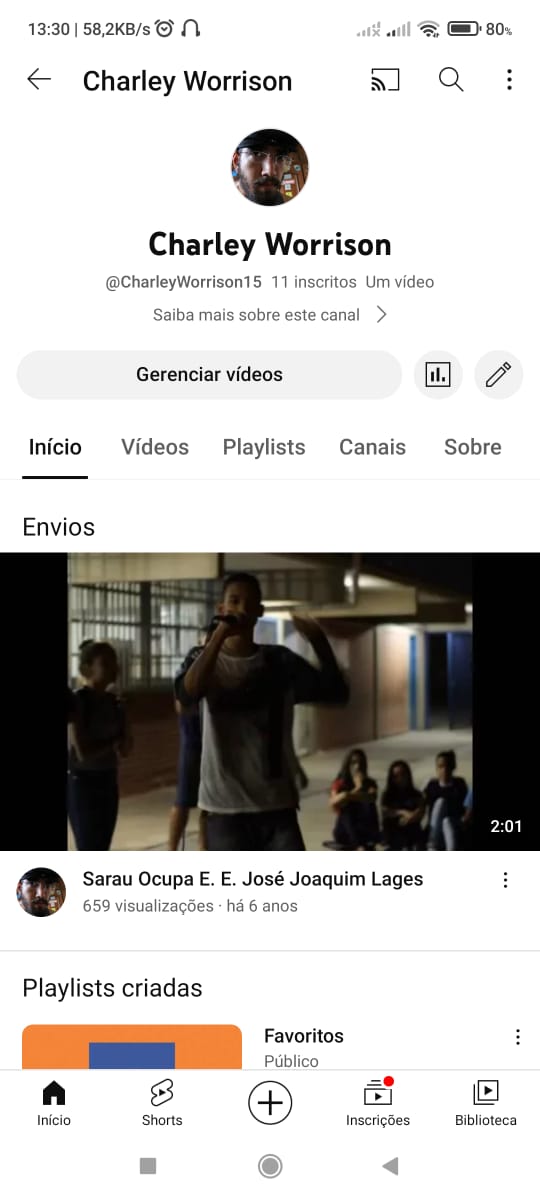 13:30 | 58,2KB/s 80%
Charley Worrison
Charley Worrison
@CharleyWorrison15 11 inscritos Um vídeo
Saiba mais sobre este canal
Gerenciar vídeos
Início Vídeos Playlists Canais Sobre
Envios
2:01
Sarau Ocupa E. E. José Joaquim Lages
659 visualizações · há 6 anos
Playlists criadas
Favoritos
Público
Início Shorts Inscrições Biblioteca